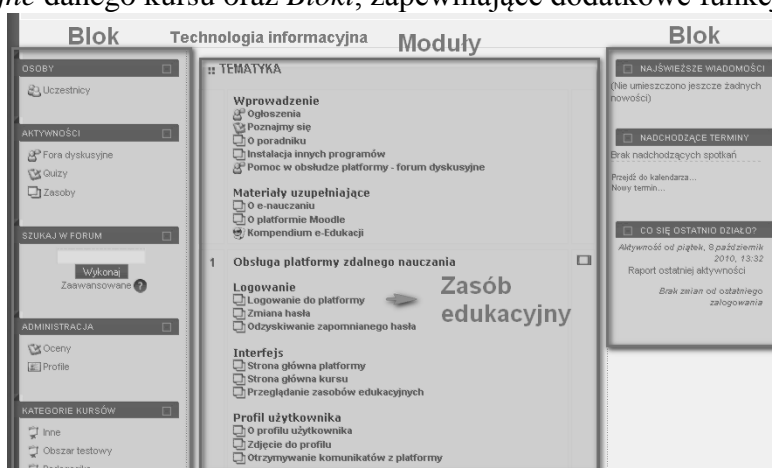 danego kursu oraz Bloki, zapewniające dodatkowe
Blok
Technologia informacyjna
Moduły
Blok
OSOBY
Uczestnicy
AKTYWNOŚCI
Fora dyskusyjne
Quizy
Zasoby
SZUKAJ W FORUM
Wykonaj
Zaawansowane ?
ADMINISTRACJA
Oceny
Profile
KATEGORIE KURSÓW
Inne
Obszar testowy
:: TEMATYKA
Wprowadzenie
Ogłoszenia
Poznajmy się
O poradniku
Instalacja innych programów
Pomoc w obsłudze platformy - forum dyskusyjne
Materiały uzupełniające
O e-nauczaniu
O platformie Moodle
Kompendium e-Edukacji
1 Obsługa platformy zdalnego nauczania
Logowanie
Logowanie do platformy
Zmiana hasła
Odzyskiwanie zapomnianego hasła
Zasób
edukacyjny
Interfejs
Strona główna platformy
Strona główna kursu
Przeglądanie zasobów edukacyjnych
Profil użytkownika
O profilu użytkownika
Zdjęcie do profilu
Otrzymywanie komunikatów z platformy
NAJŚWIEŻSZE WIADOMOŚCI
(Nie umieszczono jeszcze żadnych
nowości)
NADCHODZĄCE TERMINY
Brak nadchodzących spotkań
Przejdź do kalendarza...
Nowy termin...
CO SIĘ OSTATNIO DZIAŁO?
Aktywność od piątek, 8 październik
2010, 13:32
Raport ostatniej aktywności
Brak zmian od ostatniego
zalogowania